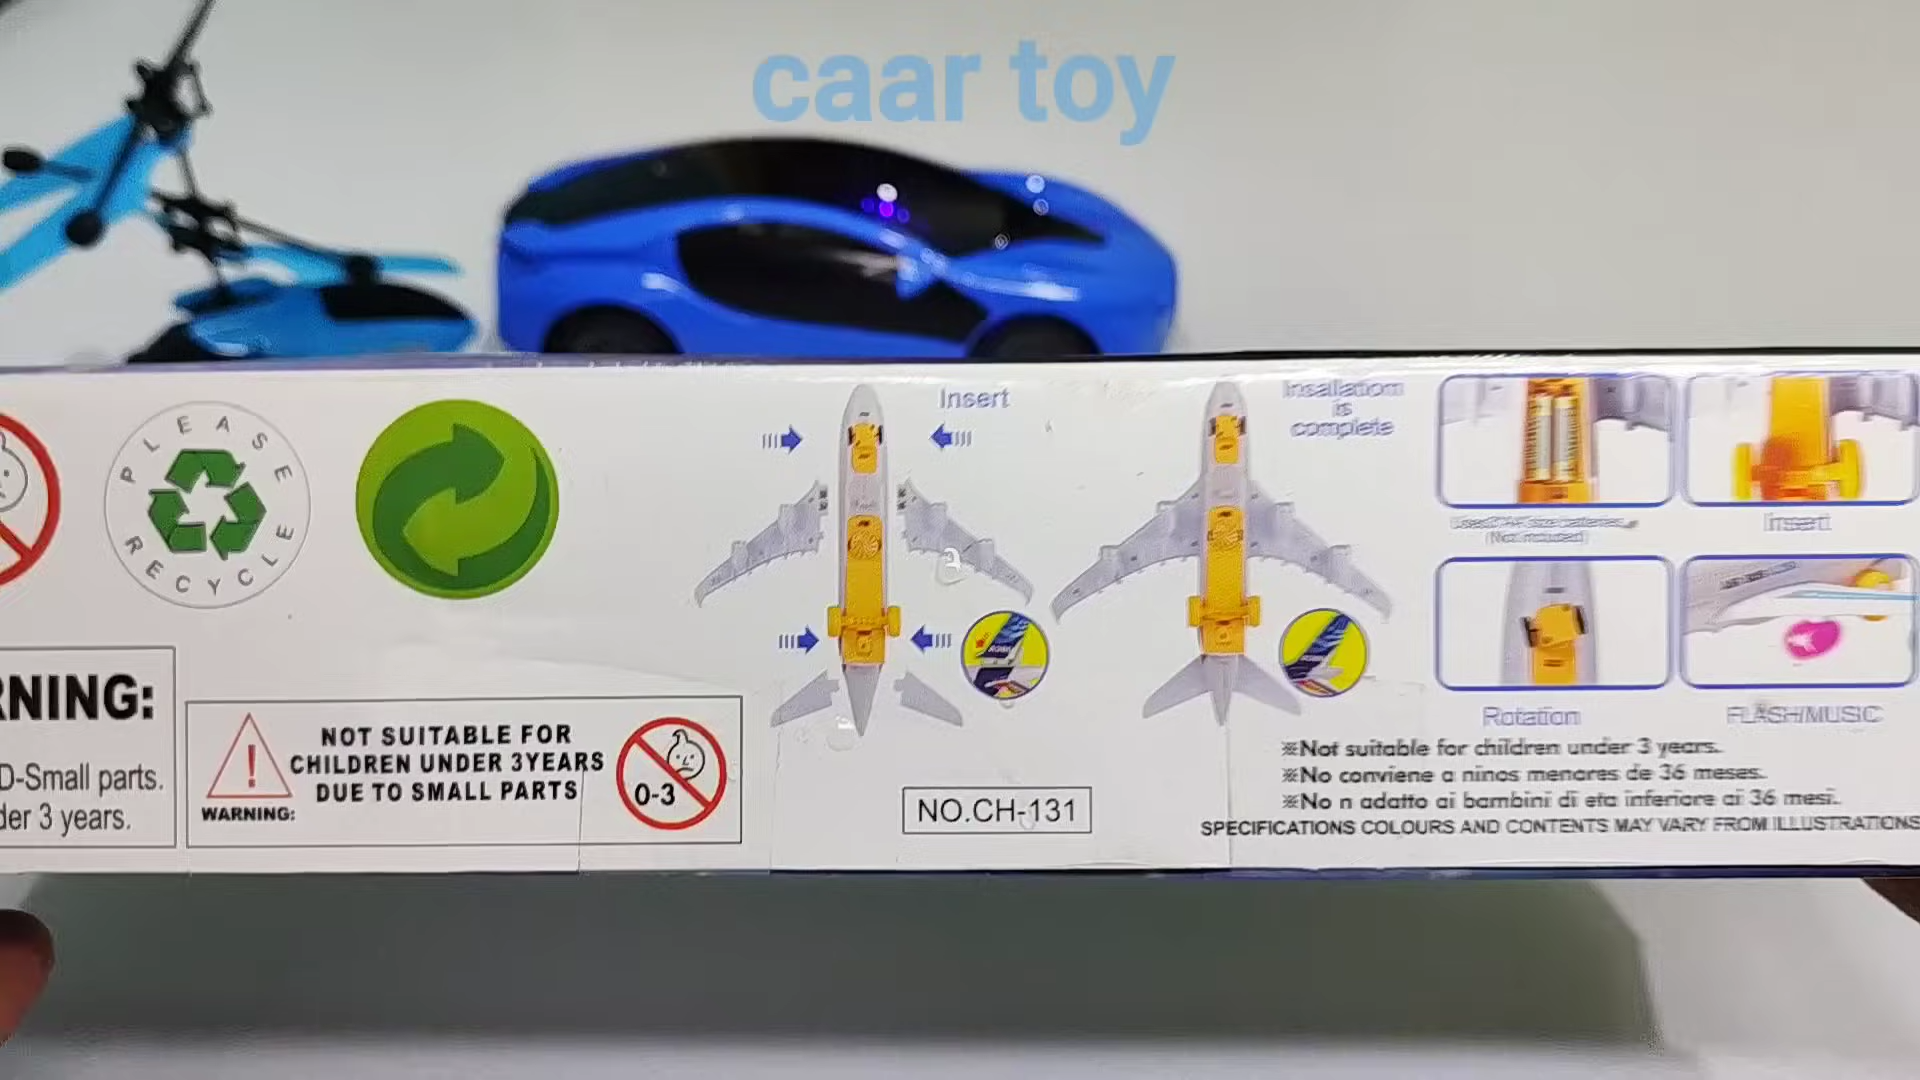 caar toy
PLEASE
RECYCLE
Insert
Insallatiom
is
complete
Insert
Rotation
FLASH/MUSIC
RNING:
D-Small parts.
der 3 years.
NOT SUITABLE FOR
CHILDREN UNDER 3YEARS
DUE TO SMALL PARTS
WARNING:
0-3
NO.CH-131
※Not suitable for children under 3 years.
※No conviene a ninos menores de 36 meses.
※No n adatto ai bambini di eta inferiore ai 36 mesi.
SPECIFICATIONS COLOURS AND CONTENTS MAY VARY FROM ILLUSTRATIONS